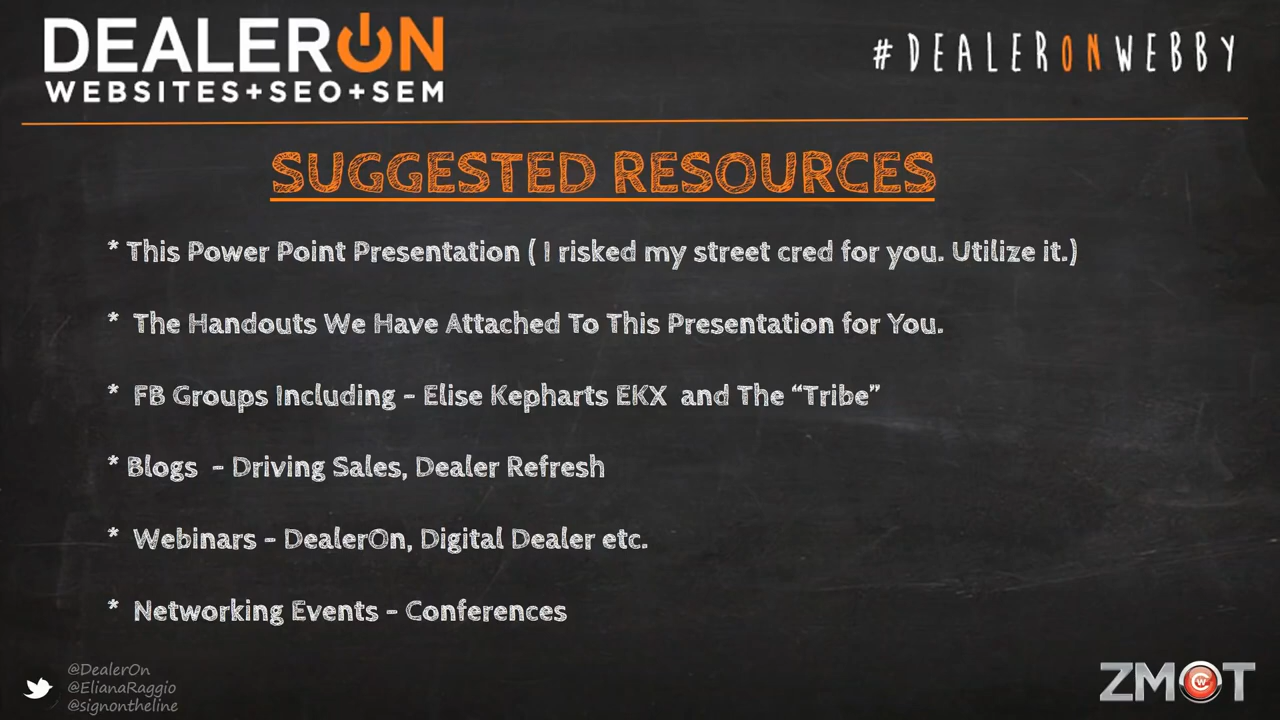 DEALERON
WEBSITES+SEO+SEM
#DEALERONWEBBY
SUGGESTED RESOURCES
* This Power Point Presentation ( I risked my street cred for you. Utilize it.)
* The Handouts We Have Attached To This Presentation for You.
* FB Groups Including - Elise Kepharts EKX and The “Tribe”
* Blogs - Driving Sales, Dealer Refresh
* Webinars - DealerOn, Digital Dealer etc.
* Networking Events - Conferences
@DealerOn
@ElianaRaggio
@signontheline
ZMOT